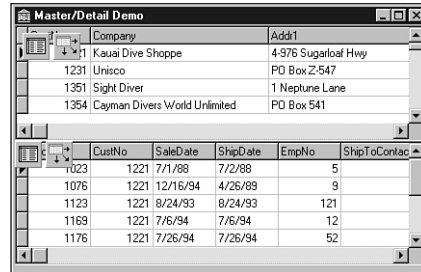 Master/Detail Demo
Company Addr1
1 Kauai Dive Shoppe 4-976 Sugarloaf Hwy
1231 Unisco PO Box Z-547
1351 Sight Diver 1 Neptune Lane
1354 Cayman Divers World Unlimited PO Box 541
CustNo SaleDate ShipDate EmpNo ShipToContac
1023 1221 7/1/88 7/2/88 5
1076 1221 12/16/94 4/26/89 9
1123 1221 8/24/93 8/24/93 121
1169 1221 7/6/94 7/6/94 12
1176 1221 7/26/94 7/26/94 52